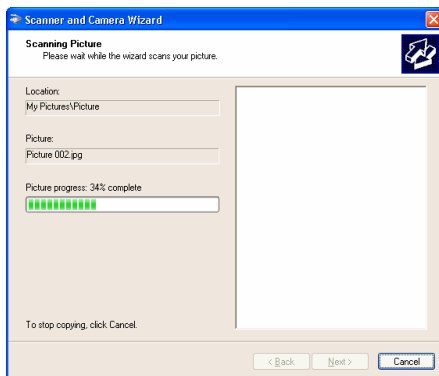 Scanner and Camera Wizard
Scanning Picture
Please wait while the wizard scans your picture.
Location:
My Pictures\Picture
Picture:
Picture 002.jpg
Picture progress: 34% complete
To stop copying, click Cancel.
< Back
Next >
Cancel